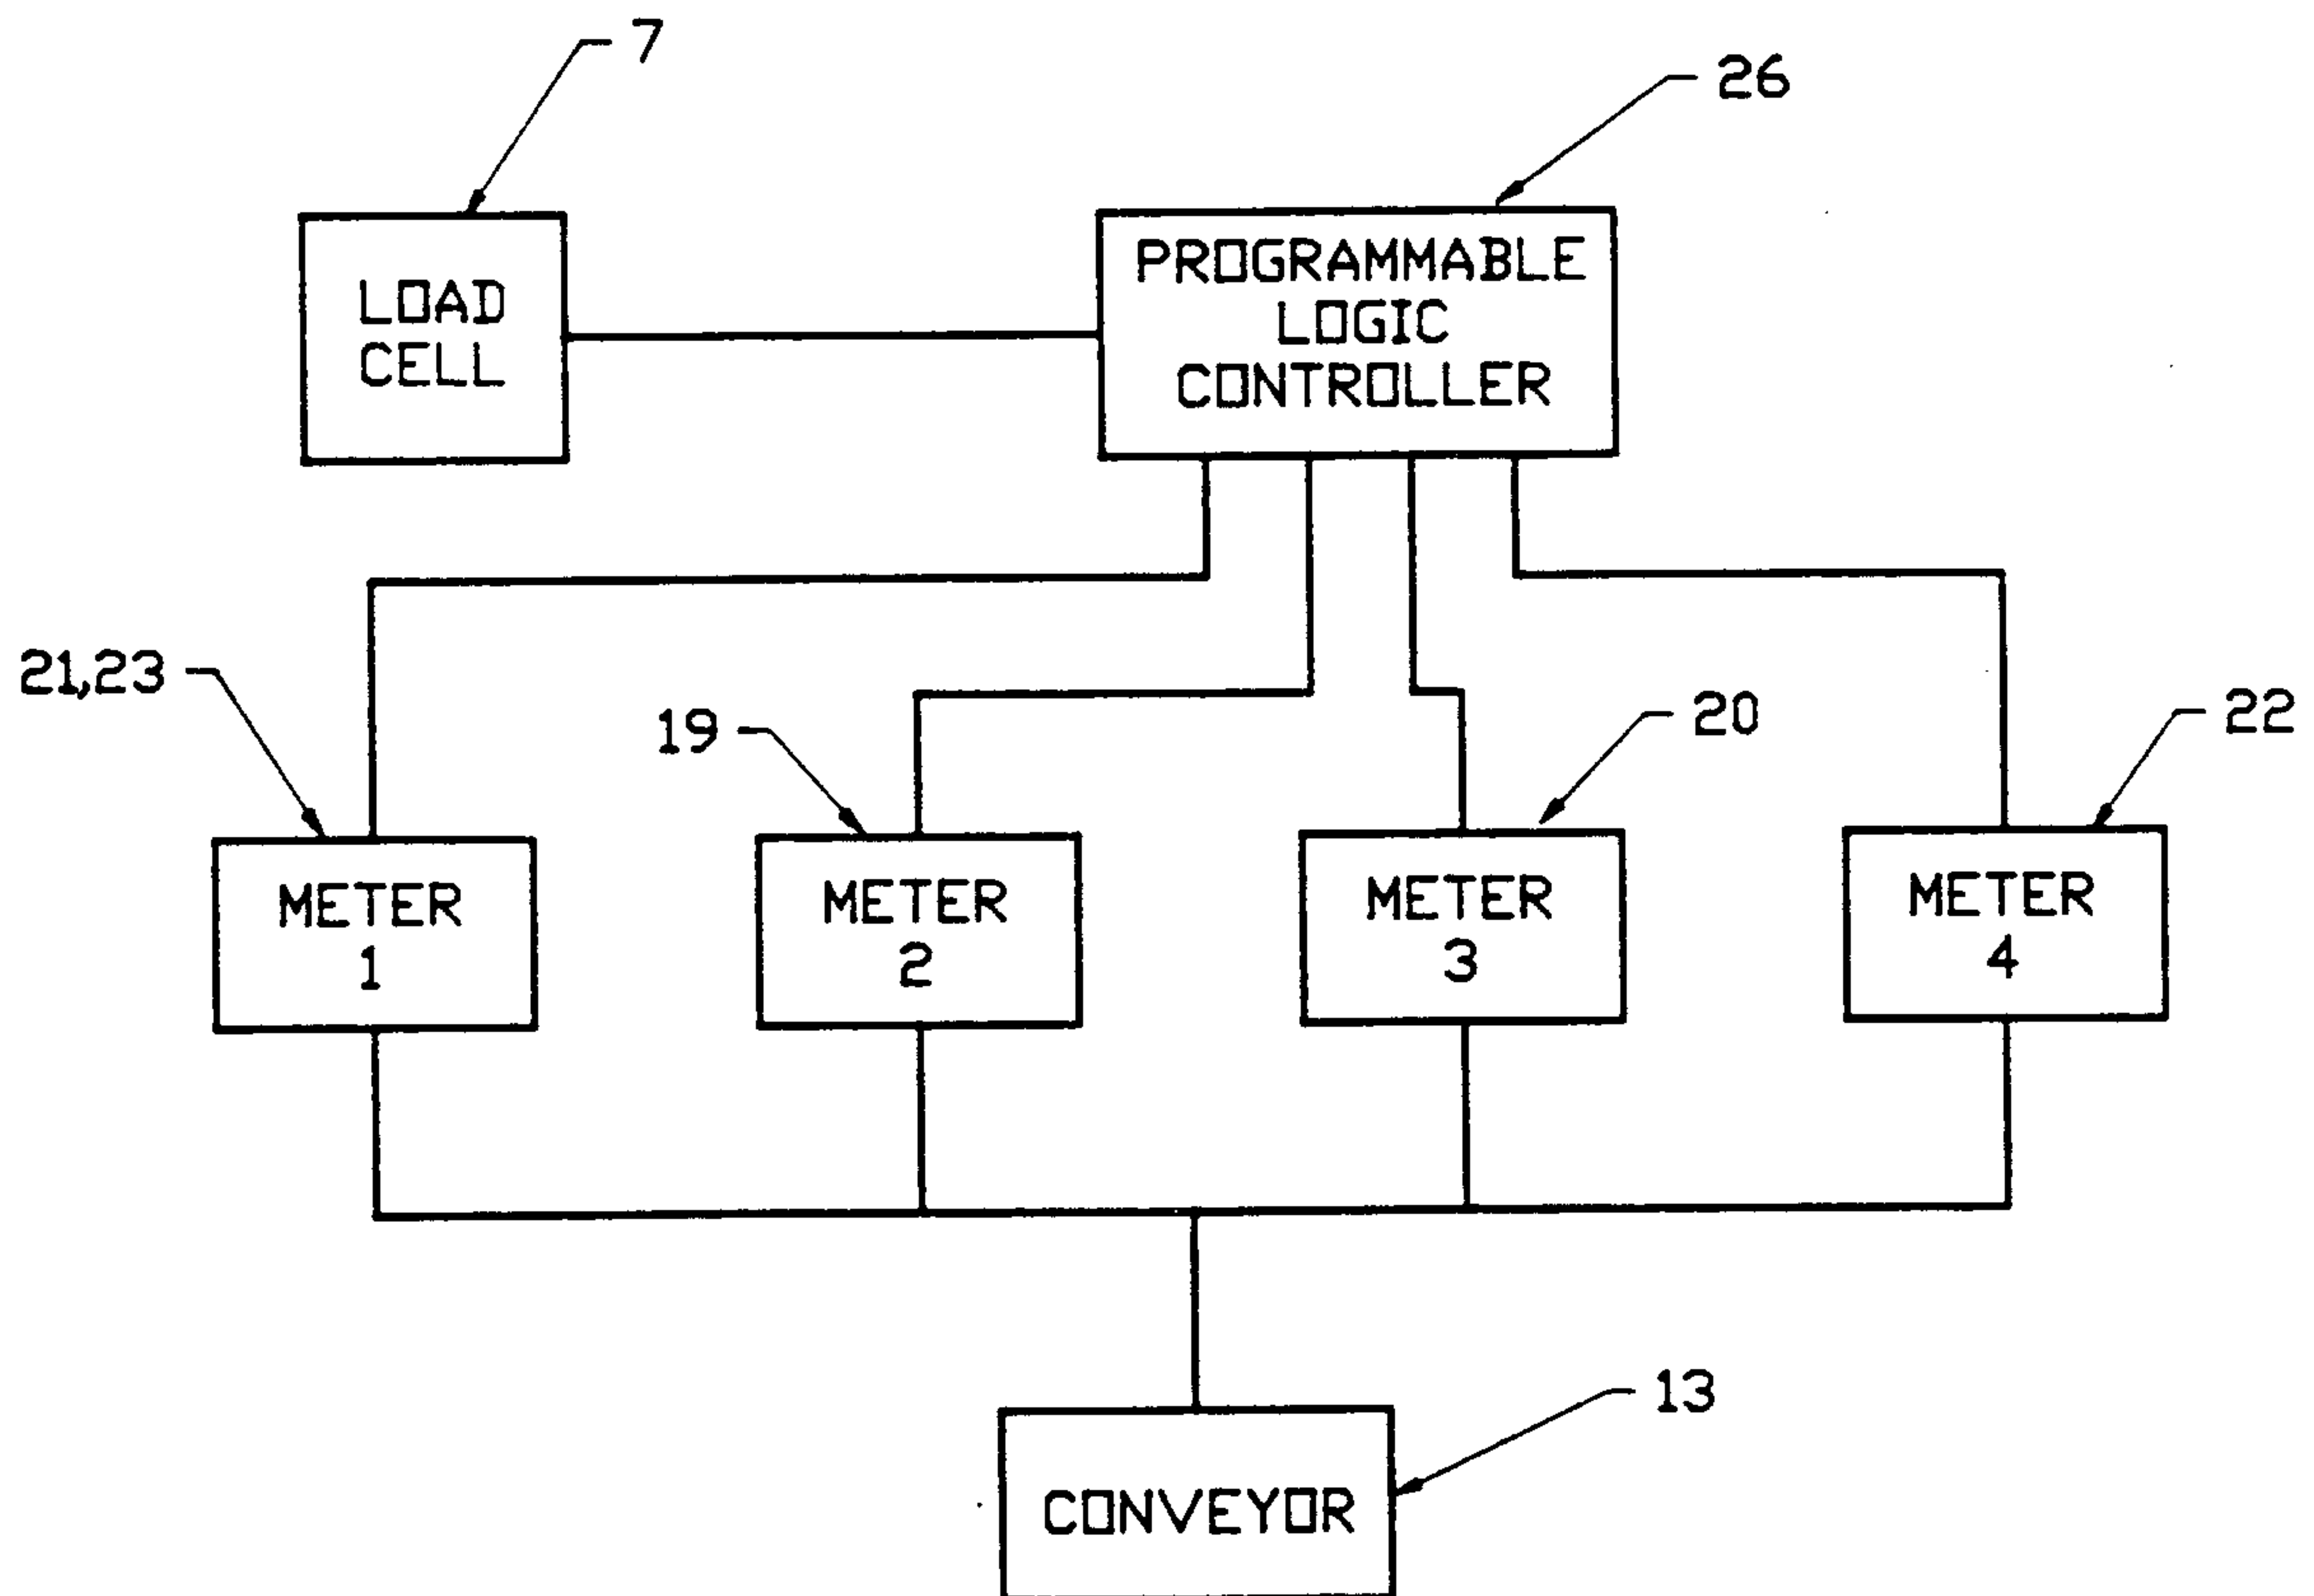 7
26
LOAD
CELL
PROGRAMMABLE
LOGIC
CONTROLLER
21,23
19
20
22
METER
1
METER
2
METER
3
METER
4
13
CONVEYOR